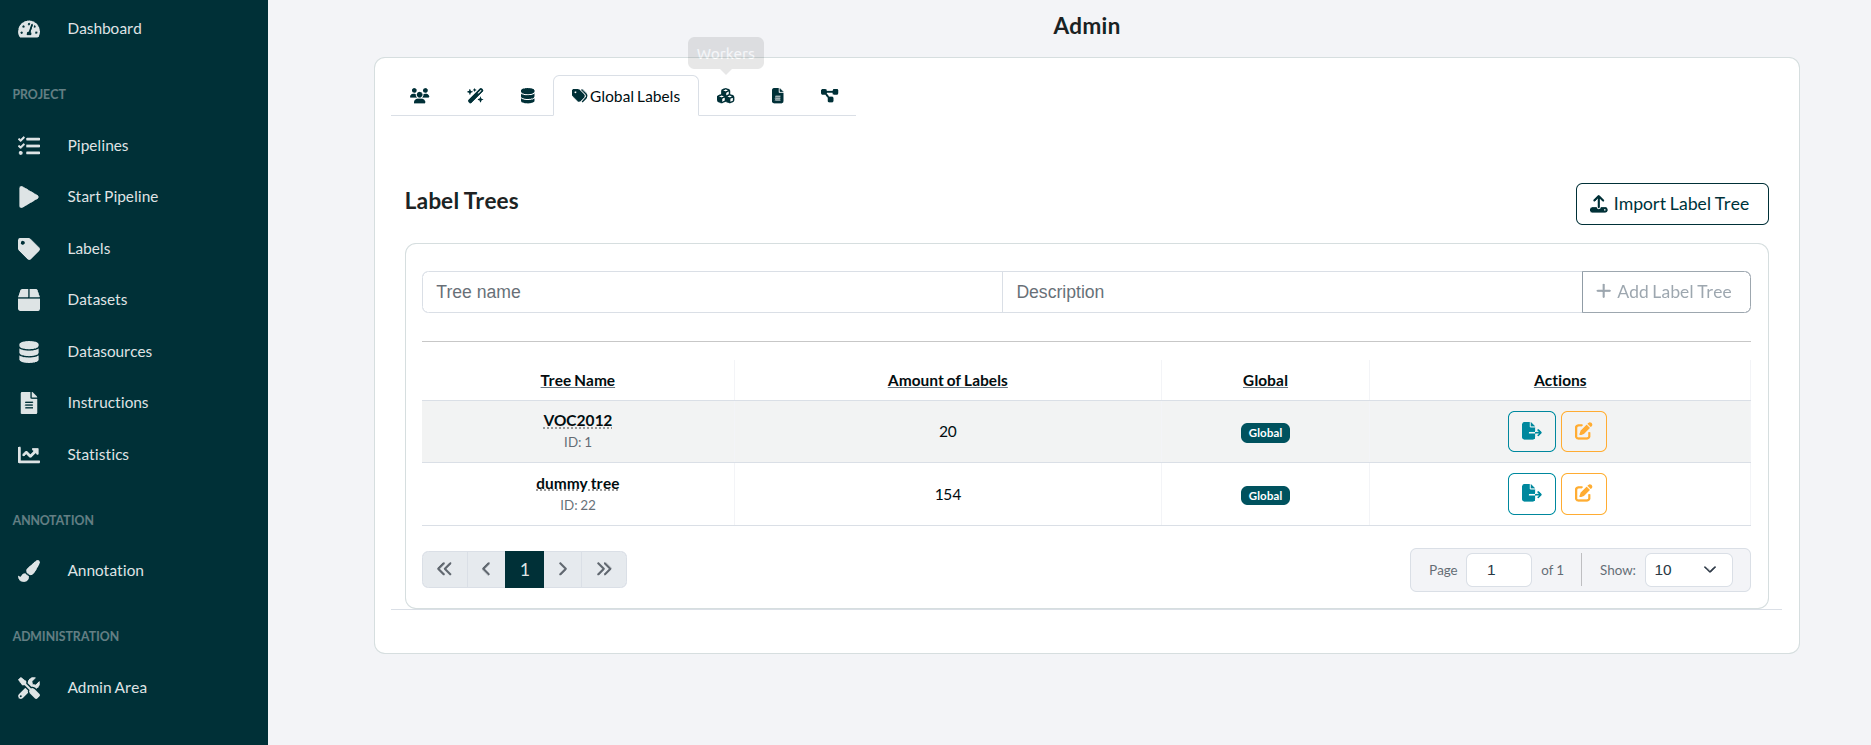 Dashboard
PROJECT
Pipelines
Start Pipeline
Labels
Datasets
Datasources
Instructions
Statistics
ANNOTATION
Annotation
ADMINISTRATION
Admin Area
Admin
Workers
Global Labels
Label Trees
Import Label Tree
Tree name Description + Add Label Tree
Tree Name Amount of Labels Global Actions
VOC2012
ID: 1
20 Global
dummy tree
ID: 22
154 Global
1
Page 1 of 1 Show: 10